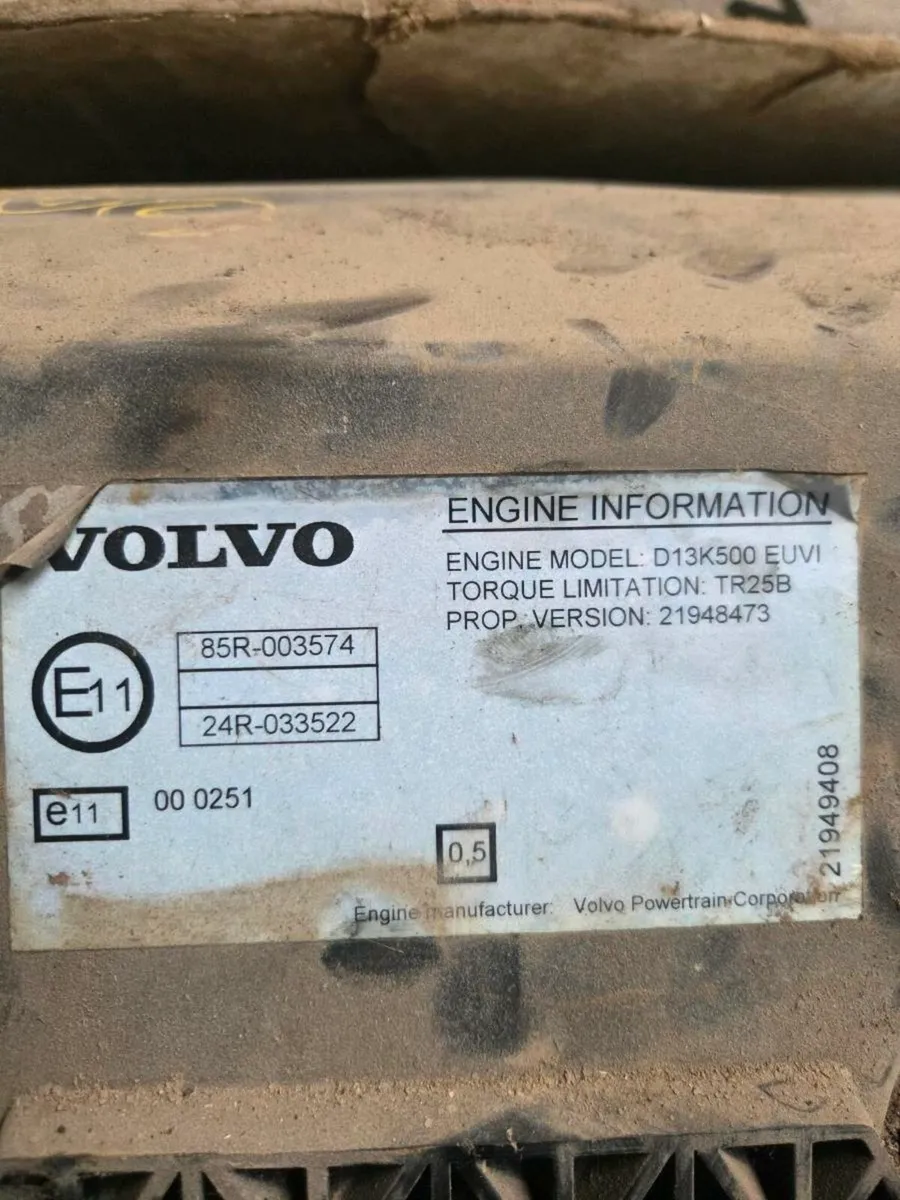 VOLVO
ENGINE INFORMATION
ENGINE MODEL: D13K500 EUVI
TORQUE LIMITATION: TR25B
PROP. VERSION: 21948473
E11
85R-003574
24R-033522
e11
00 0251
0,5
21949408
Engine manufacturer: Volvo Powertrain Corporation